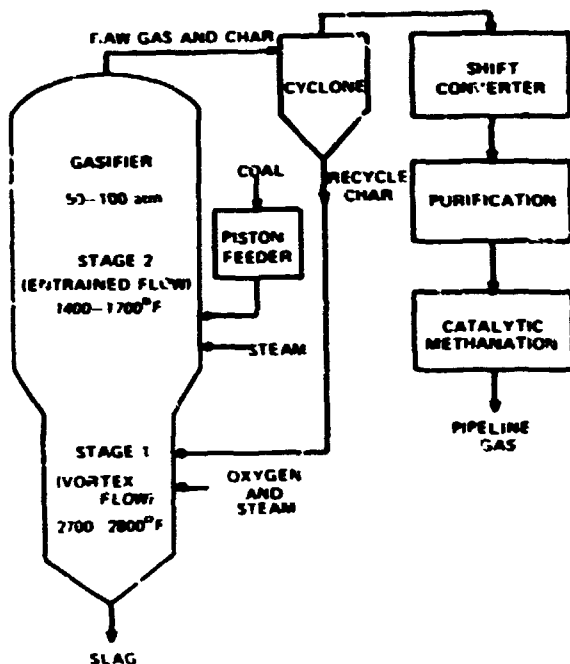 RAW GAS AND CHAR
CYCLONE
SHIFT
CONVERTER
GASIFIER
50-100 atm
COAL
RECYCLE
CHAR
PISTON
FEEDER
PURIFICATION
STAGE 2
(ENTRAINED FLOW)
1400-1700°F
STEAM
CATALYTIC
METHANATION
PIPELINE
GAS
STAGE 1
(VORTEX
FLOW)
2700 2800°F
OXYGEN
AND
STEAM
SLAG